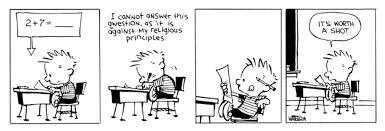 2+7= ___
I cannot answer this
question, as it is
against my religious
principles.
IT'S WORTH
A SHOT.
WATTERSON